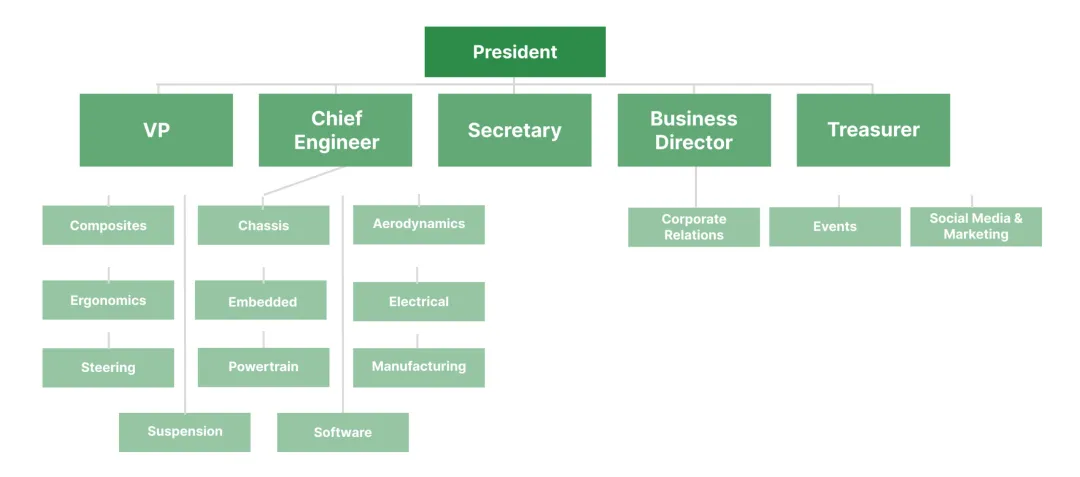 President
VP
Chief
Engineer
Secretary
Business
Director
Treasurer
Composites
Chassis
Aerodynamics
Corporate
Relations
Events
Social Media &
Marketing
Ergonomics
Embedded
Electrical
Steering
Powertrain
Manufacturing
Suspension
Software